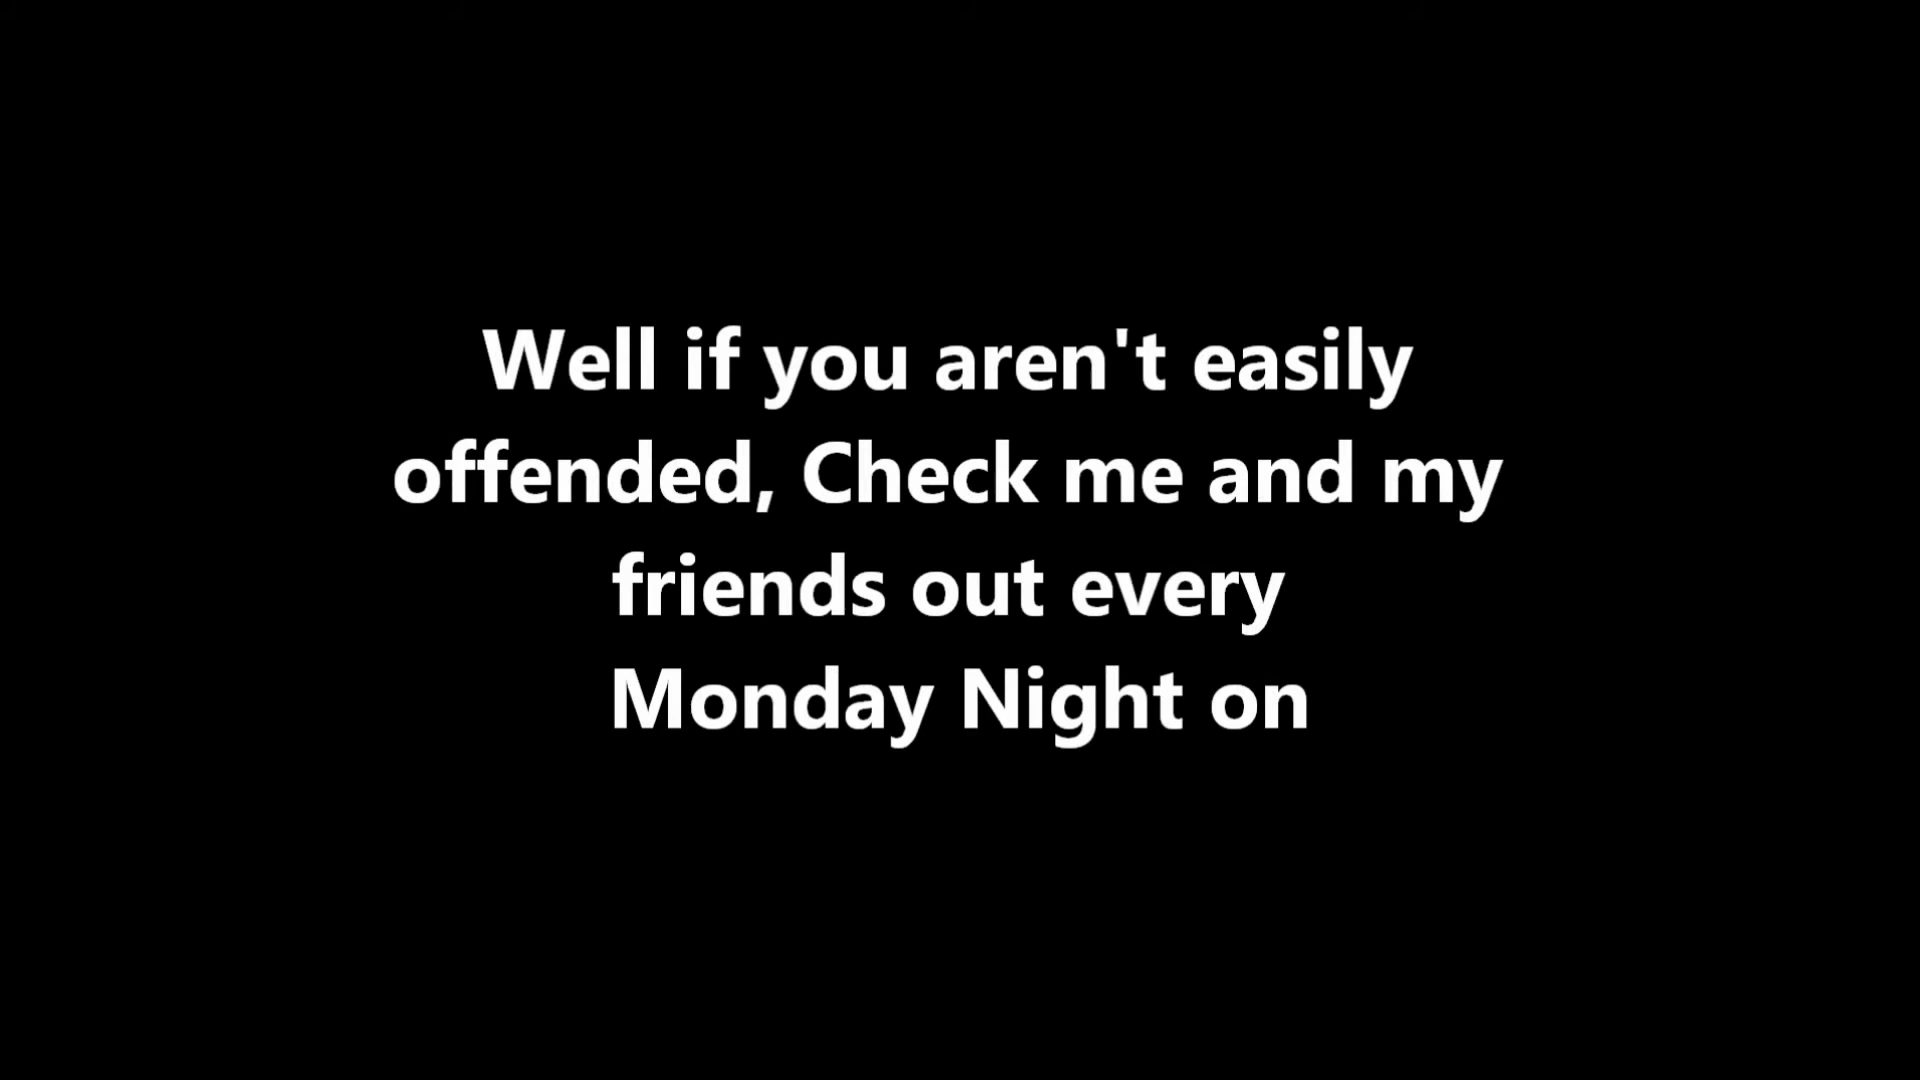 Well if you aren't easily
offended, Check me and my
friends out every
Monday Night on